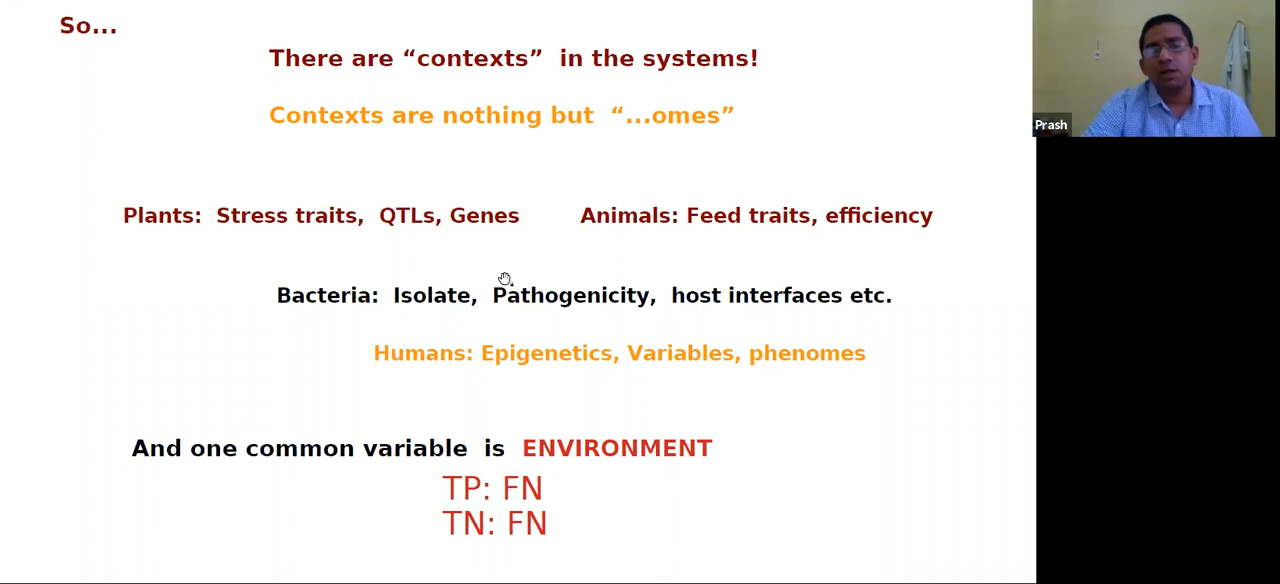 So...
There are “contexts” in the systems!
Contexts are nothing but “...omes”
Prash
Plants: Stress traits, QTLs, Genes
Animals: Feed traits, efficiency
Bacteria: Isolate, Pathogenicity, host interfaces etc.
Humans: Epigenetics, Variables, phenomes
And one common variable is ENVIRONMENT
TP: FN
TN: FN